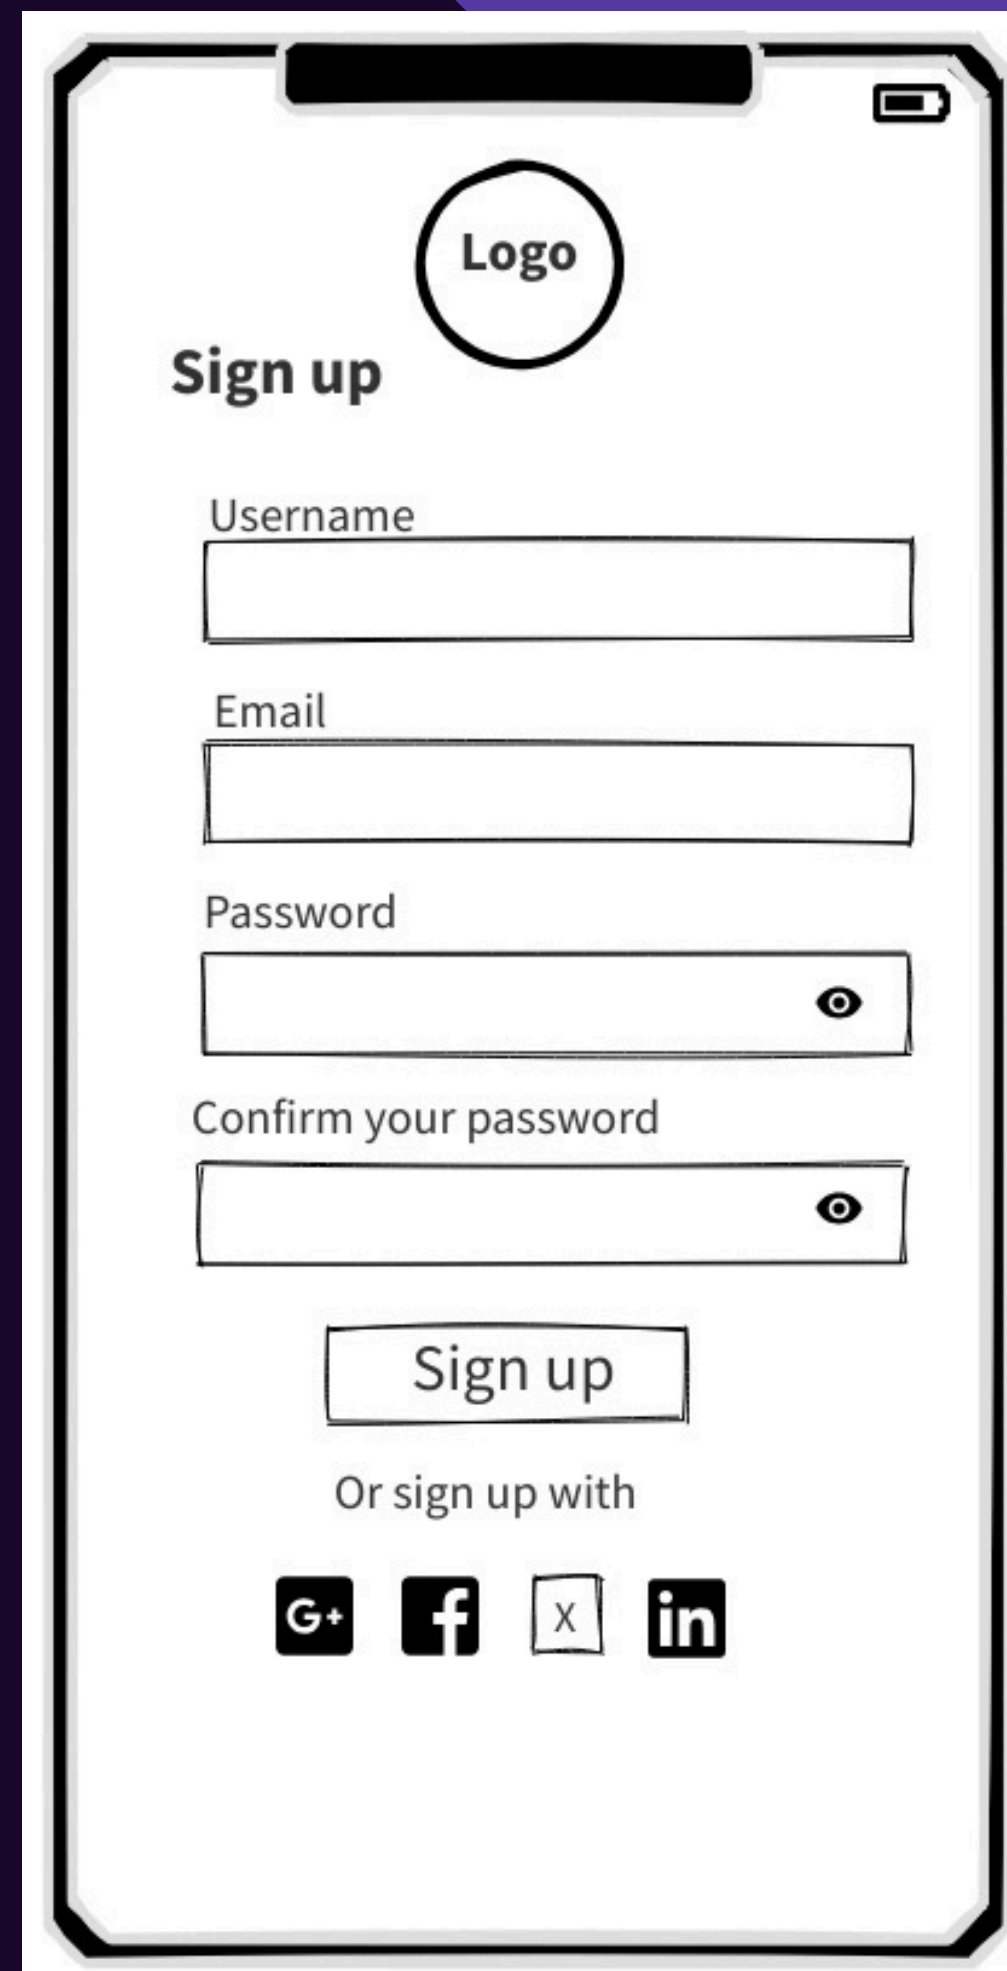 Logo
Sign up
Username
Email
Password
Confirm your password
Sign up
Or sign up with
G+ f X in